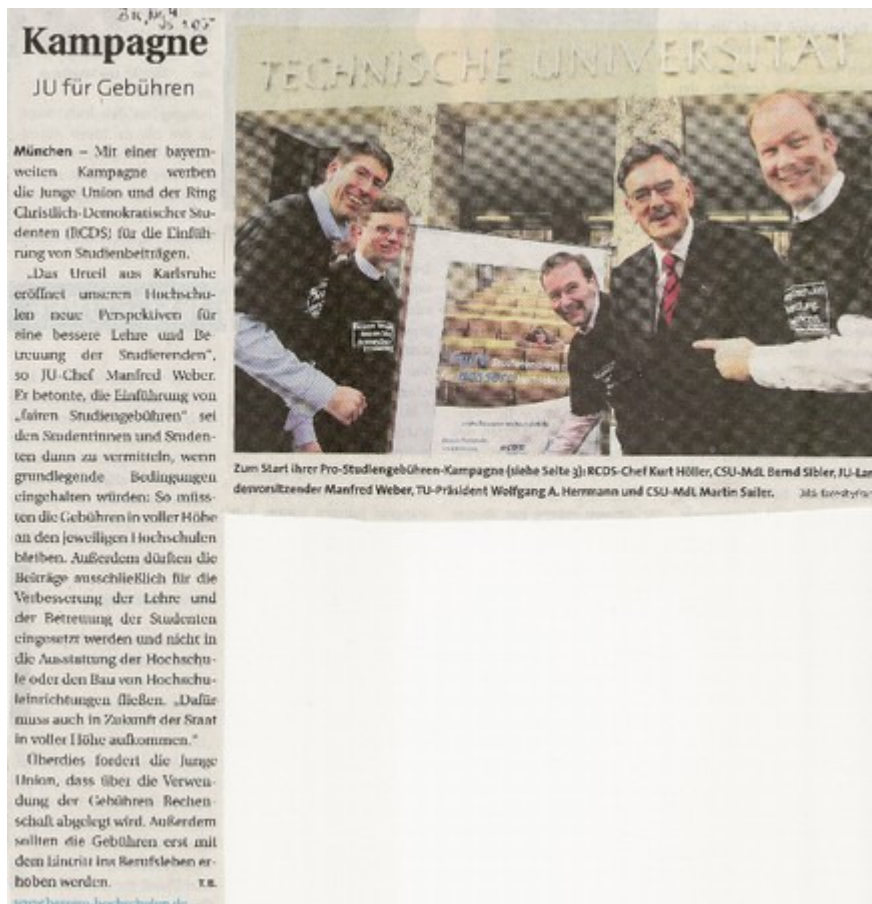 Kampagne
JU für Gebühren
München – Mit einer bayern-
weiten Kampagne werben
die Junge Union und der Ring
Christlich-Demokratischer Stu-
denten (RCDS) für die Einfüh-
rung von Studienbeiträgen.
„Das Urteil aus Karlsruhe
eröffnet unseren Hochschu-
len neue Perspektiven für
eine bessere Lehre und Be-
treuung der Studierenden“,
so JU-Chef Manfred Weber.
Er betonte, die Einführung von
„fairen Studiengebühren“ sei
den Studentinnen und Studen-
ten dann zu vermitteln, wenn
grundlegende Bedingungen
eingehalten würden: So müss-
ten die Gebühren in voller Höhe
an den jeweiligen Hochschulen
bleiben. Außerdem dürften die
Beiträge ausschließlich für die
Verbesserung der Lehre und
der Betreuung der Studenten
eingesetzt werden und nicht in
die Ausstattung der Hochschu-
le oder den Bau von Hochschu-
leinrichtungen fließen. „Dafür
muss auch in Zukunft der Staat
in voller Höhe aufkommen.“
Überdies fordert die Junge
Union, dass über die Verwen-
dung der Gebühren Rechen-
schaft abgelegt wird. Außerdem
sollten die Gebühren erst mit
dem Eintritt ins Berufsleben er-
hoben werden. T.B.
TECHNISCHE UNIVERSITÄT
Zum Start ihrer Pro-Studiengebühren-Kampagne (siehe Seite 3): RCDS-Chef Kurt Höller, CSU-MdL Bernd Sibler, JU-Lan
desvorsitzender Manfred Weber, TU-Präsident Wolfgang A. Herrmann und CSU-MdL Martin Sailer.